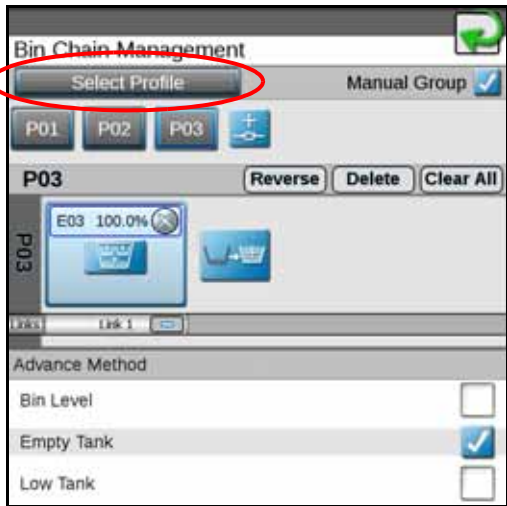 Bin Chain Management
Select Profile Manual Group
P01 P02 P03
P03 Reverse Delete Clear All
P03
E03 100.0%
Links Link 1
Advance Method
Bin Level
Empty Tank
Low Tank